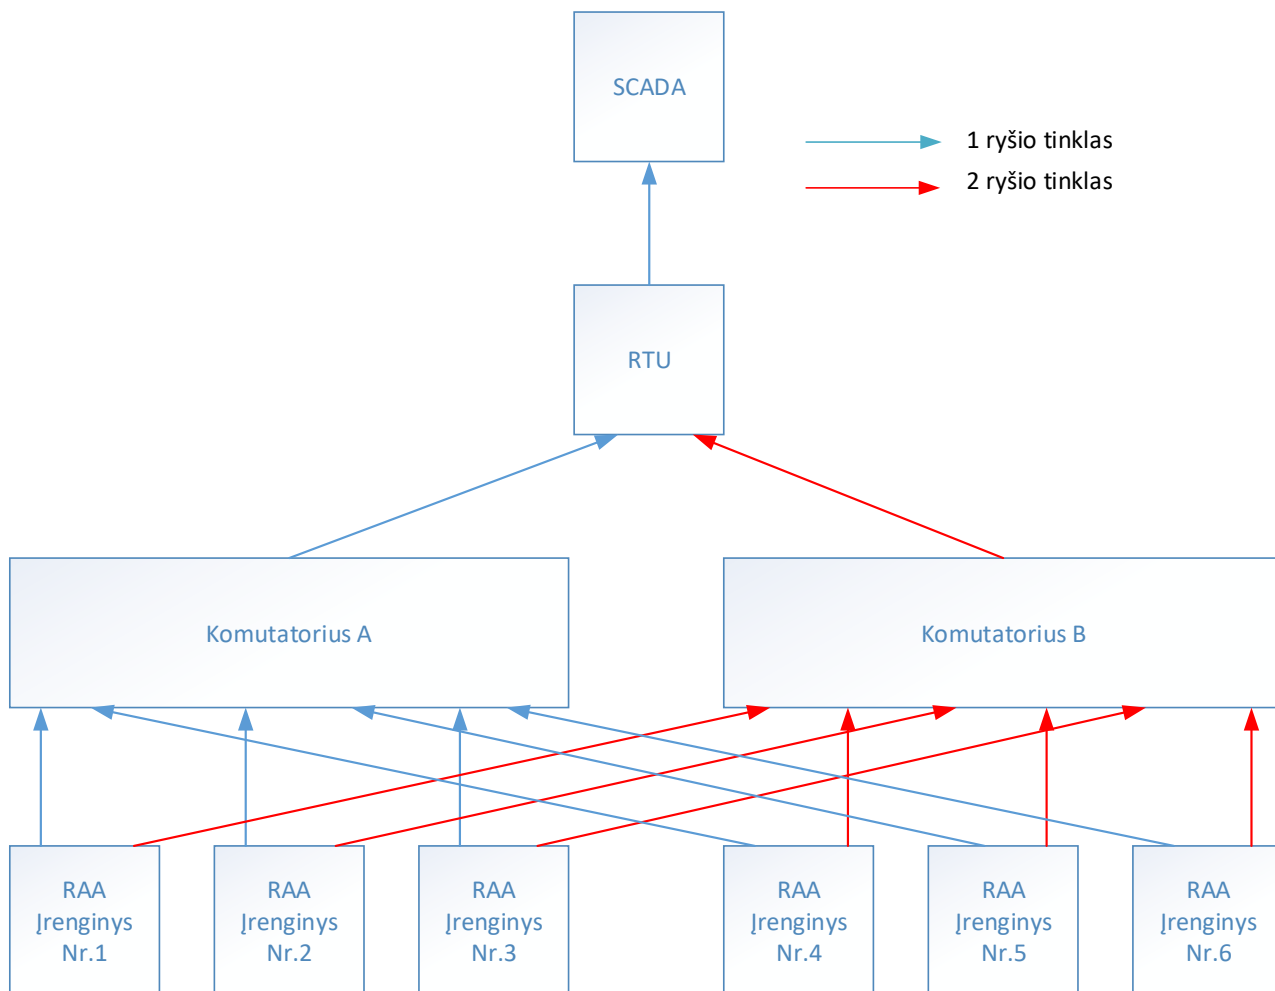 SCADA
1 ryšio tinklas
2 ryšio tinklas
RTU
Komutatorius A
Komutatorius B
RAA
Įrenginys
Nr.1
RAA
Įrenginys
Nr.2
RAA
Įrenginys
Nr.3
RAA
Įrenginys
Nr.4
RAA
Įrenginys
Nr.5
RAA
Įrenginys
Nr.6